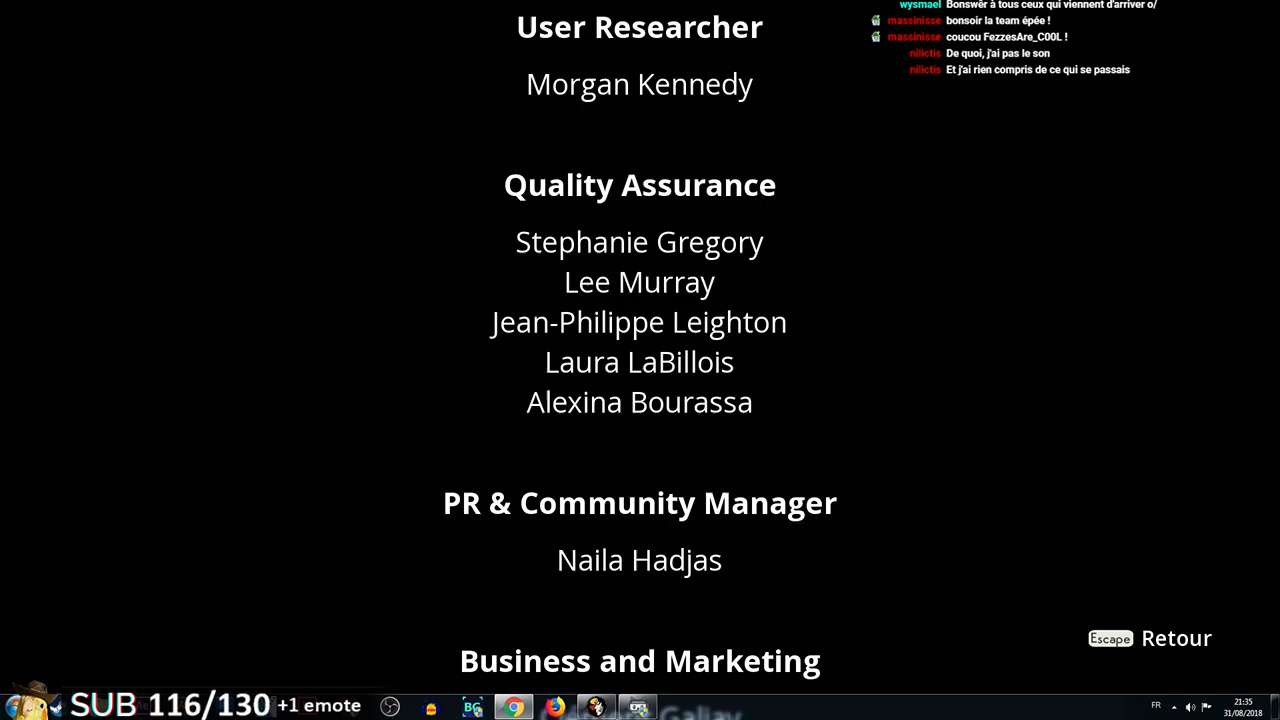 User Researcher
Morgan Kennedy
Quality Assurance
Stephanie Gregory
Lee Murray
Jean-Philippe Leighton
Laura LaBillois
Alexina Bourassa
PR & Community Manager
Naila Hadjas
Business and Marketing
wysmael Bonswër à tous ceux qui viennent d'arriver o/
massinisse bonsoir la team épée !
massinisse coucou FezzesAre_C00L !
nilictis De quoi, j'ai pas le son
nilictis Et j'ai rien compris de ce qui se passais
Escape Retour
SUB 116/130 +1 emote
BG
FR
21:35
31/08/2018